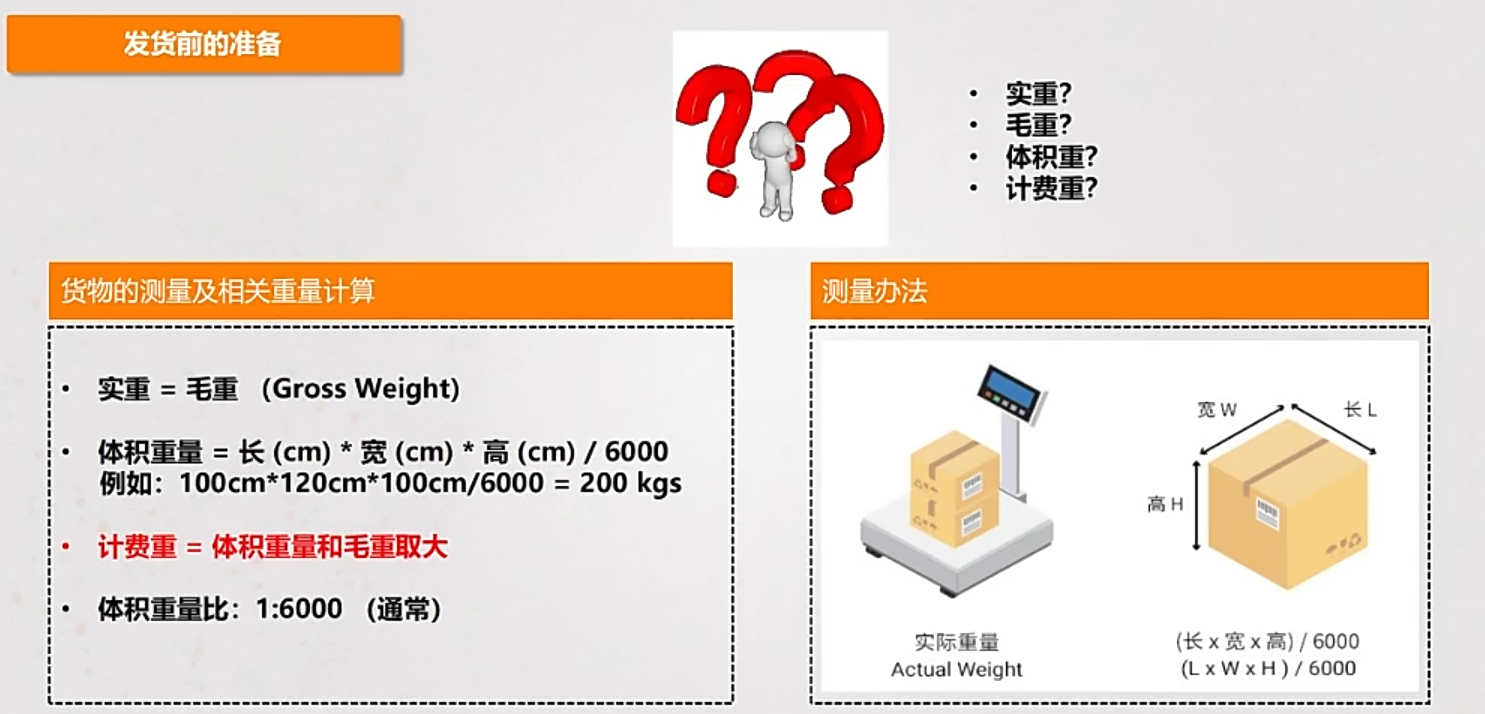 发货前的准备
• 实重?
• 毛重?
• 体积重?
• 计费重?
货物的测量及相关重量计算
• 实重 = 毛重 (Gross Weight)
• 体积重量 = 长 (cm) * 宽 (cm) * 高 (cm) / 6000
例如：100cm*120cm*100cm/6000 = 200 kgs
• 计费重 = 体积重量和毛重取大
• 体积重量比：1:6000 (通常)
测量办法
宽 W
长 L
高 H
实际重量
Actual Weight
(长 x 宽 x 高) / 6000
(L x W x H ) / 6000